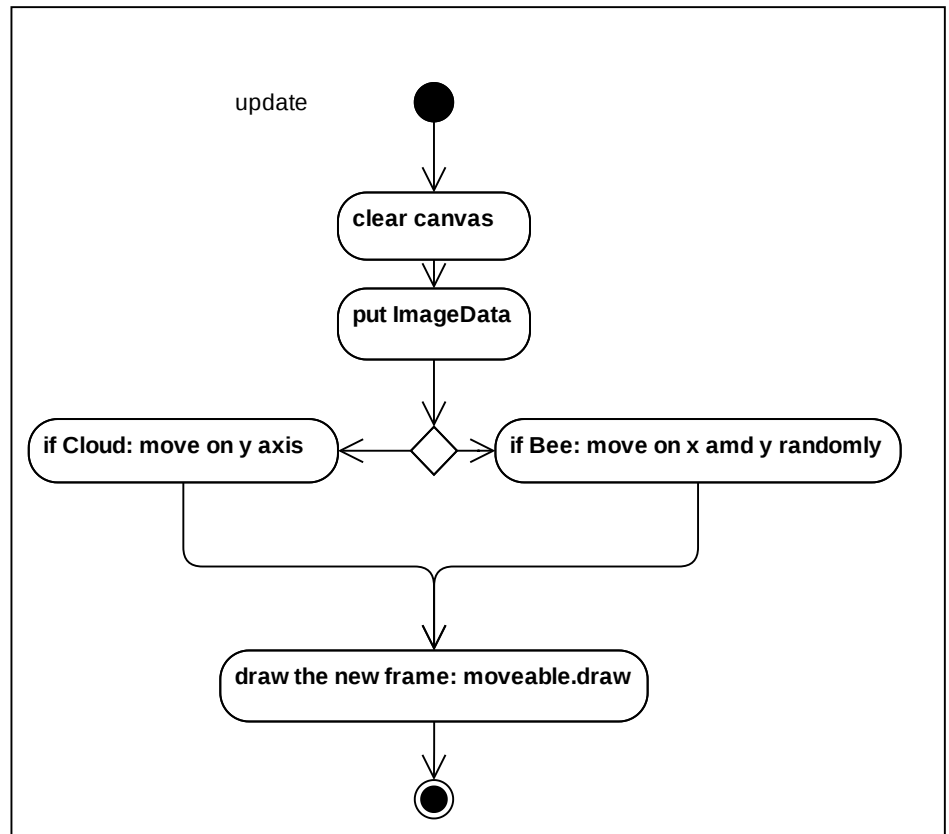 update
clear canvas
put ImageData
if Cloud: move on y axis
if Bee: move on x amd y randomly
draw the new frame: moveable.draw